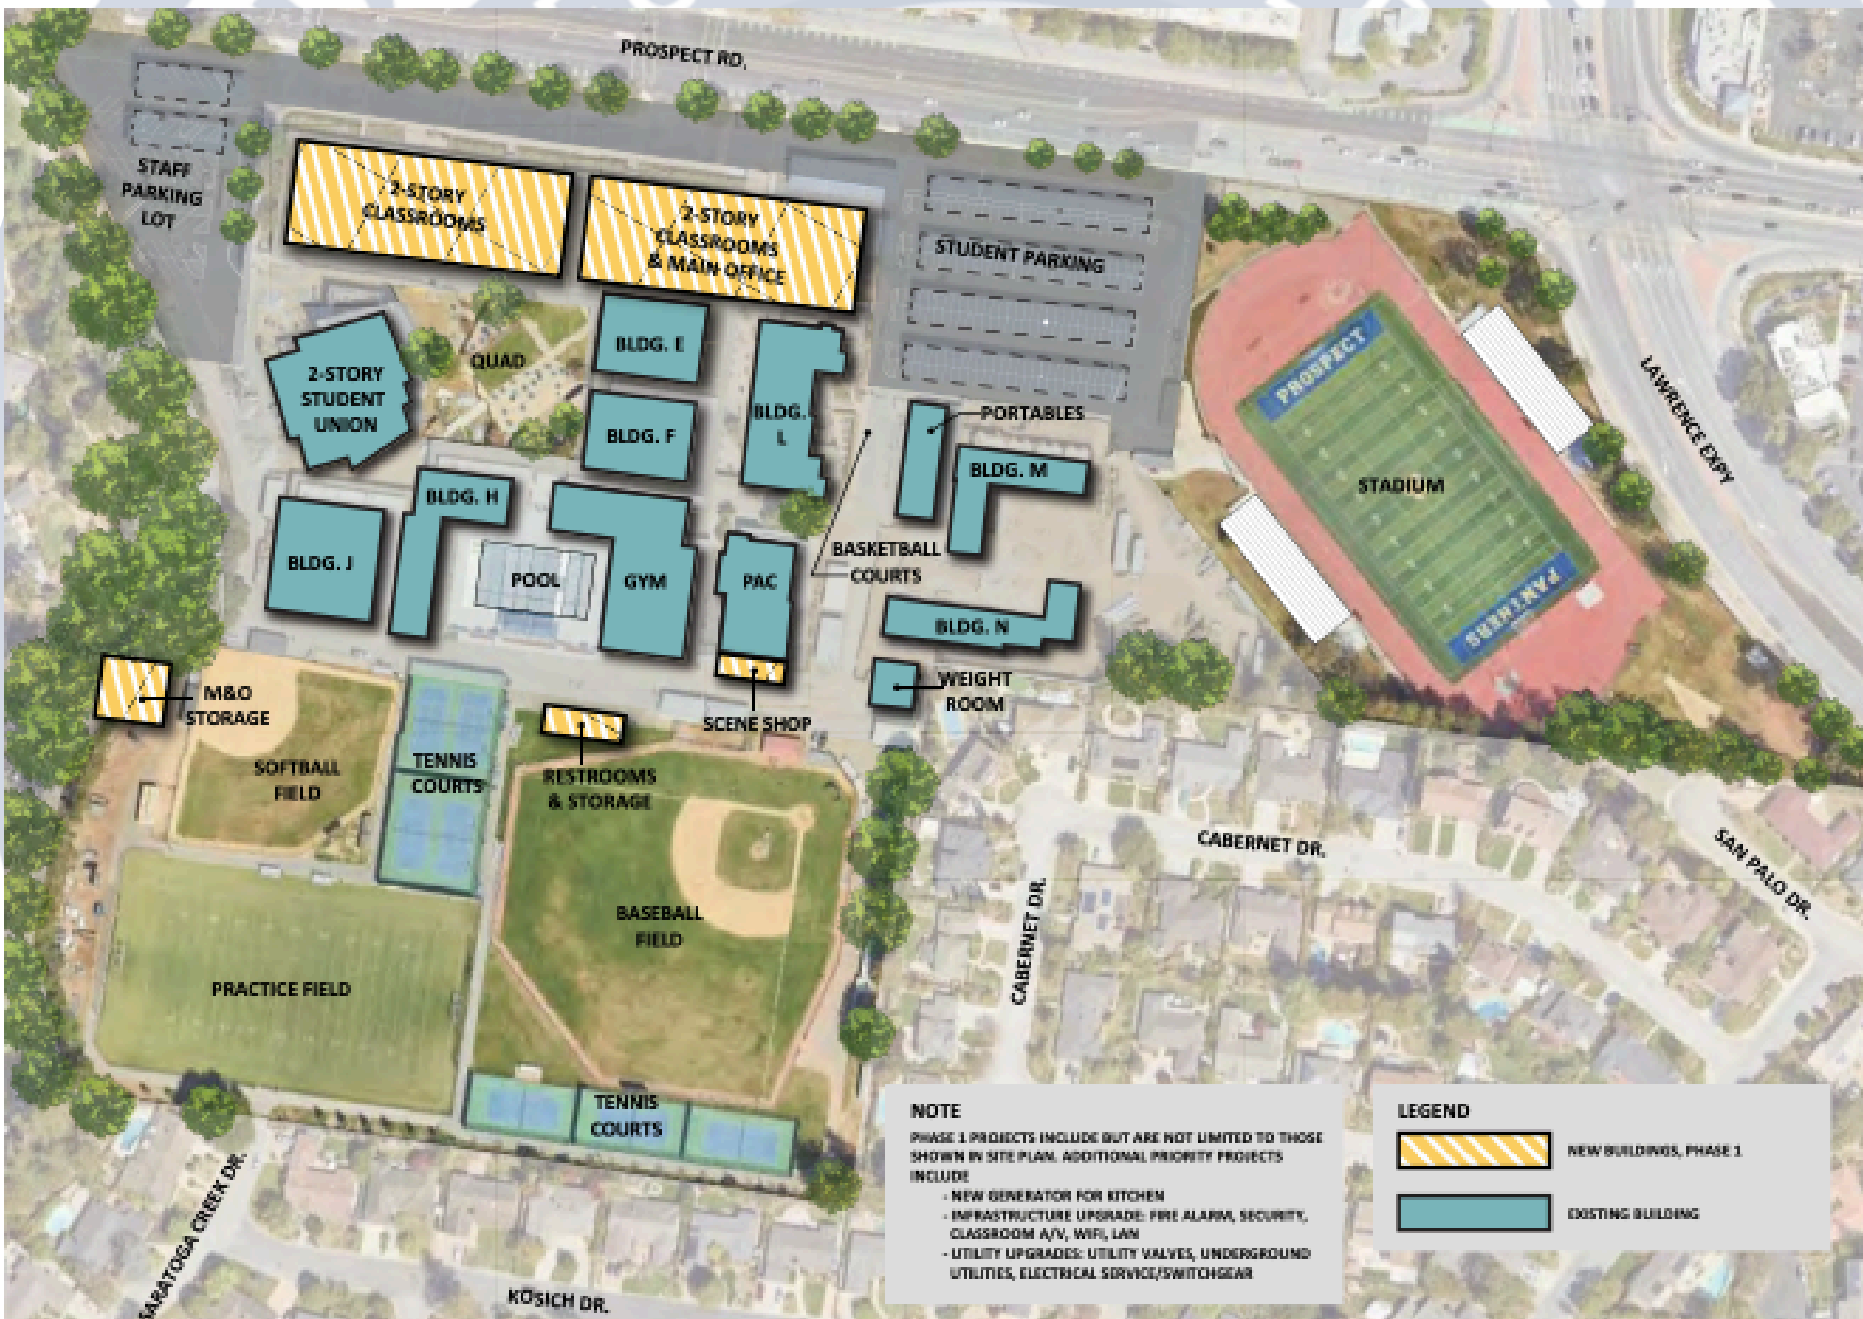 PROSPECT RD.
STAFF
PARKING
LOT
2-STORY
CLASSROOMS
2-STORY
CLASSROOMS
& MAIN OFFICE
STUDENT PARKING
LAWRENCE EXPY
PROSPECT
STADIUM
PANTHERS
2-STORY
STUDENT
UNION
QUAD
BLDG. E
BLDG. F
BLDG.
L
PORTABLES
BLDG. M
BLDG. H
BLDG. J
POOL
GYM
PAC
BASKETBALL
COURTS
BLDG. N
WEIGHT
ROOM
M&O
STORAGE
SCENE SHOP
SOFTBALL
FIELD
TENNIS
COURTS
RESTROOMS
& STORAGE
BASEBALL
FIELD
PRACTICE FIELD
TENNIS
COURTS
CABERNET DR.
CABERNET DR.
SAN PALO DR.
SARATOGA CREEK DR.
KOSICH DR.
NOTE
PHASE 1 PROJECTS INCLUDE BUT ARE NOT LIMITED TO THOSE
SHOWN IN SITE PLAN. ADDITIONAL PRIORITY PROJECTS
INCLUDE
- NEW GENERATOR FOR KITCHEN
- INFRASTRUCTURE UPGRADE: FIRE ALARM, SECURITY,
CLASSROOM A/V, WIFI, LAN
- UTILITY UPGRADES: UTILITY VALVES, UNDERGROUND
UTILITIES, ELECTRICAL SERVICE/SWITCHGEAR
LEGEND
NEW BUILDINGS, PHASE 1
EXISTING BUILDING